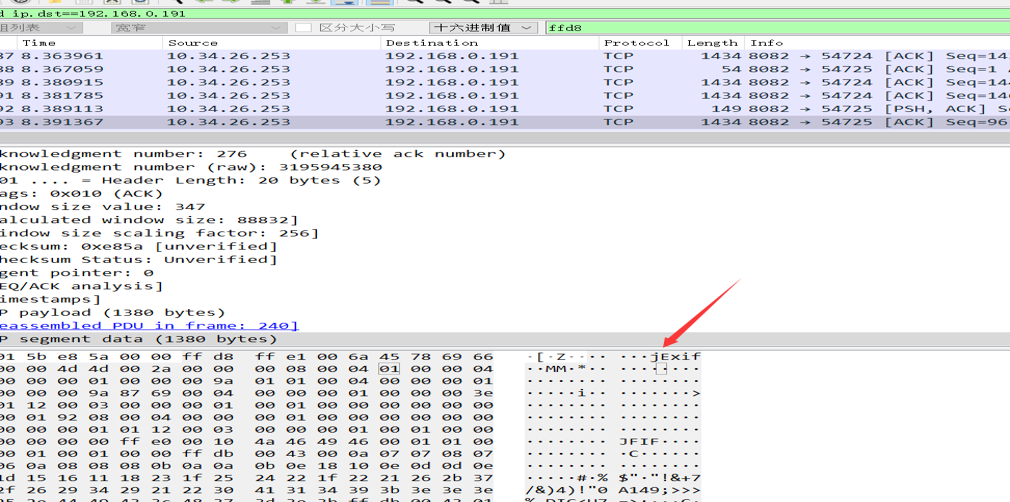 d ip.dst==192.168.0.191
组列表 宽窄 区分大小写 十六进制值 ffd8
Time Source Destination Protocol Length Info
87 8.363961 10.34.26.253 192.168.0.191 TCP 1434 8082 → 54724 [ACK] Seq=14
88 8.367059 10.34.26.253 192.168.0.191 TCP 54 8082 → 54725 [ACK] Seq=1
89 8.380915 10.34.26.253 192.168.0.191 TCP 1434 8082 → 54724 [ACK] Seq=14
91 8.381785 10.34.26.253 192.168.0.191 TCP 1434 8082 → 54724 [ACK] Seq=14
92 8.389113 10.34.26.253 192.168.0.191 TCP 149 8082 → 54725 [PSH, ACK] S
93 8.391367 10.34.26.253 192.168.0.191 TCP 1434 8082 → 54725 [ACK] Seq=96
knowledgment number: 276 (relative ack number)
knowledgment number (raw): 3195945380
01 .... = Header Length: 20 bytes (5)
ags: 0x010 (ACK)
ndow size value: 347
alculated window size: 88832]
indow size scaling factor: 256]
ecksum: 0xe85a [unverified]
hecksum Status: Unverified]
gent pointer: 0
EQ/ACK analysis]
imestamps]
P payload (1380 bytes)
eassembled PDU in frame: 240]
P segment data (1380 bytes)
01 5b e8 5a 00 00 ff d8 ff e1 00 6a 45 78 69 66 ·[·Z···· ···jExif
00 00 4d 4d 00 2a 00 00 00 08 00 04 01 00 00 04 ··MM·*·· ········
00 00 00 01 00 00 00 9a 01 01 00 04 00 00 00 01 ········ ········
00 00 00 9a 87 69 00 04 00 00 00 01 00 00 00 3e ·····i·· ·······>
01 12 00 03 00 00 00 01 00 01 00 00 00 00 00 00 ········ ········
00 01 92 08 00 04 00 00 00 01 00 00 00 00 00 00 ········ ········
00 00 00 01 01 12 00 03 00 00 00 01 00 01 00 00 ········ ········
00 00 00 00 ff e0 00 10 4a 46 49 46 00 01 01 00 ········ JFIF····
00 01 00 01 00 00 ff db 00 43 00 0a 07 07 08 07 ········ ·C······
06 0a 08 08 08 0b 0a 0a 0b 0e 18 10 0e 0d 0d 0e ········ ········
1d 15 16 11 18 23 1f 25 24 22 1f 22 21 26 2b 37 ·····#·% $"·"!&+7
2f 26 29 34 29 21 22 30 41 31 34 39 3b 3e 3e 3e /&)4)!"0 A149;>>>